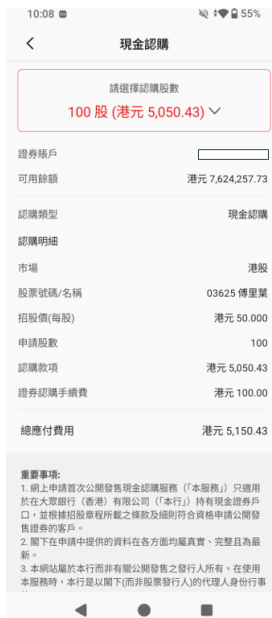 10:08 55%
現金認購
請選擇認購股數
100 股 (港元 5,050.43)
證券賬戶
可用餘額 港元 7,624,257.73
認購類型 現金認購
認購明細
市場 港股
股票號碼/名稱 03625 傅里葉
招股價(每股) 港元 50.000
申請股數 100
認購款項 港元 5,050.43
證券認購手續費 港元 100.00
總應付費用 港元 5,150.43
重要事項:
1. 網上申請首次公開發售現金認購服務（「本服務」）只適用
於在大眾銀行（香港）有限公司（「本行」）持有現金證券戶
口，並根據招股章程所載之條款及細則符合資格申請公開發
售證券的客戶。
2. 閣下在申請中提供的資料在各方面均屬真實、完整且為最
新。
3. 本網站屬於本行而非有關公開發售之發行人所有。在使用
本服務時，本行是以閣下(而非股票發行人)的代理人身份行事